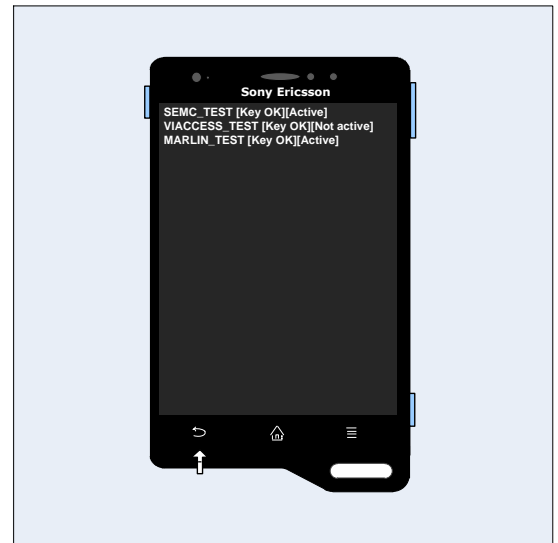 Sony Ericsson
SEMC_TEST [Key OK][Active]
VIACCESS_TEST [Key OK][Not active]
MARLIN_TEST [Key OK][Active]